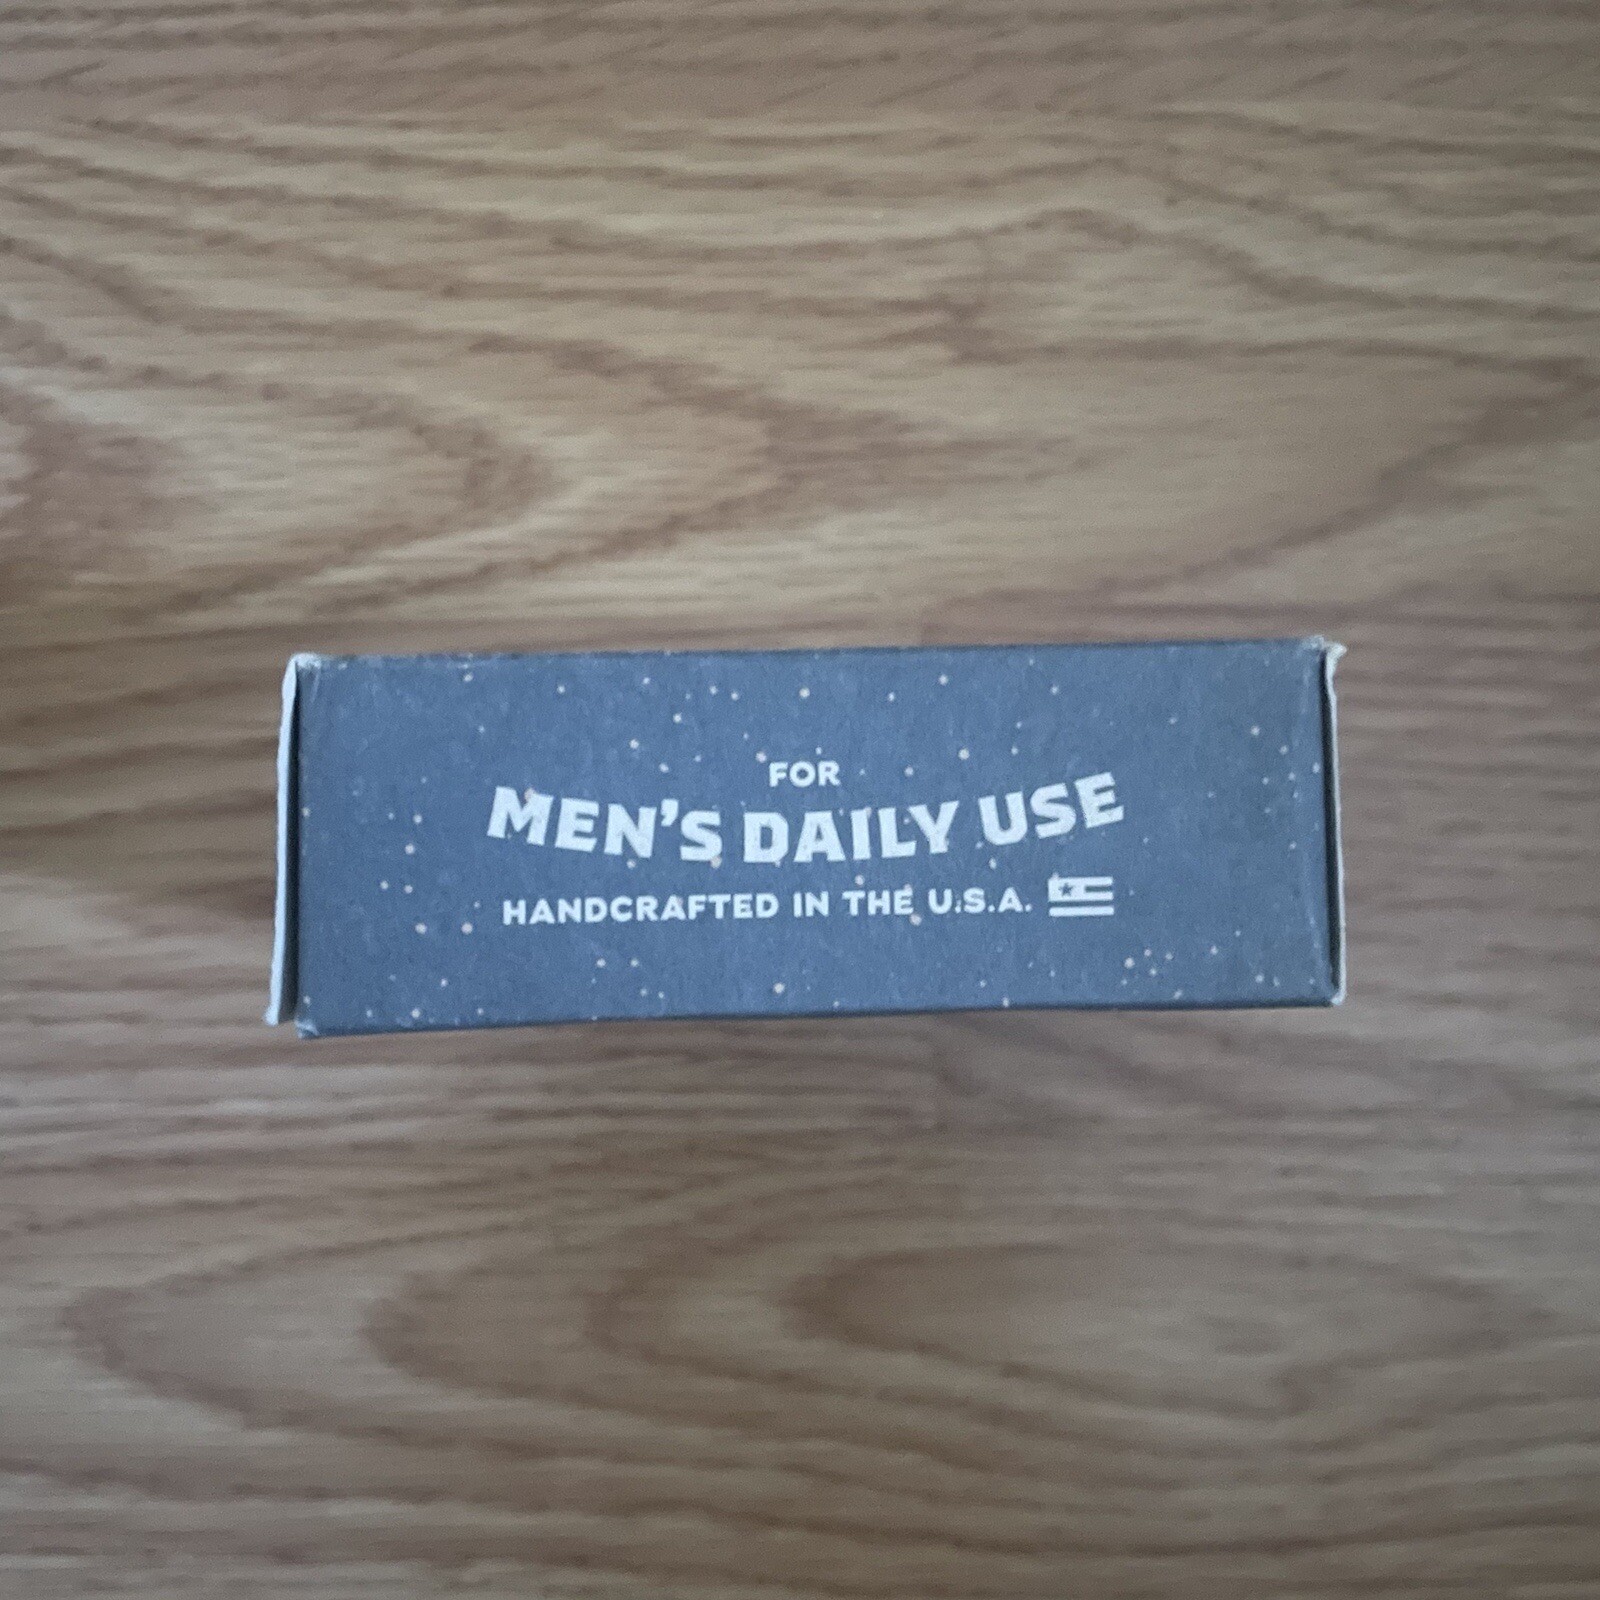 FOR
MEN'S DAILY USE
HANDCRAFTED IN THE U.S.A.